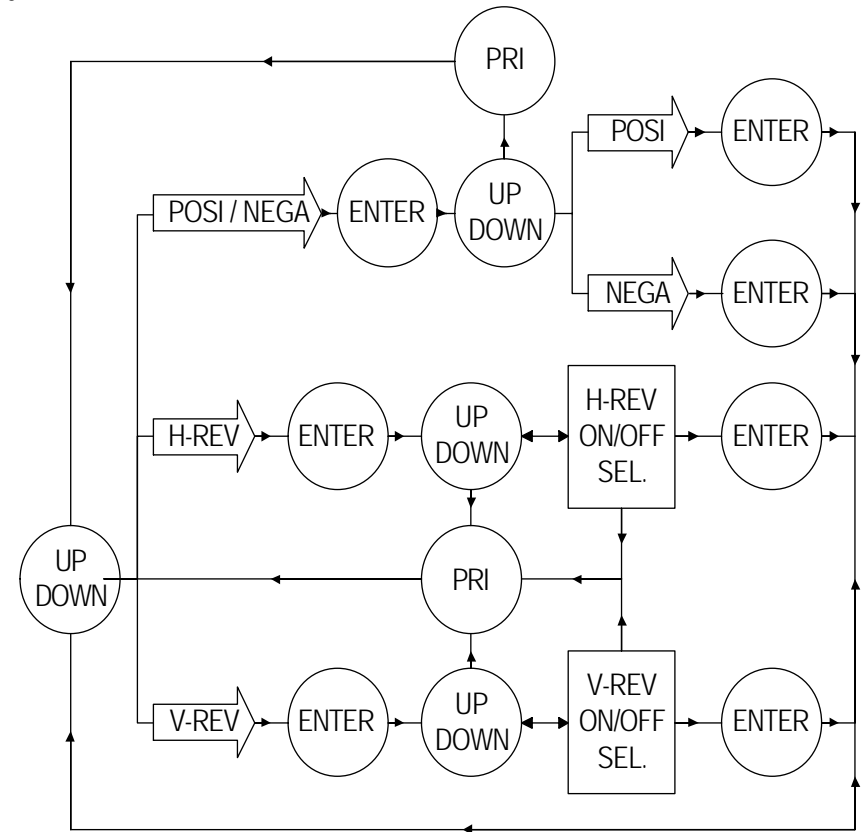 PRI
POSI
ENTER
POSI / NEGA
ENTER
UP
DOWN
NEGA
ENTER
H-REV
ENTER
UP
DOWN
H-REV
ON/OFF
SEL.
ENTER
UP
DOWN
PRI
V-REV
ENTER
UP
DOWN
V-REV
ON/OFF
SEL.
ENTER